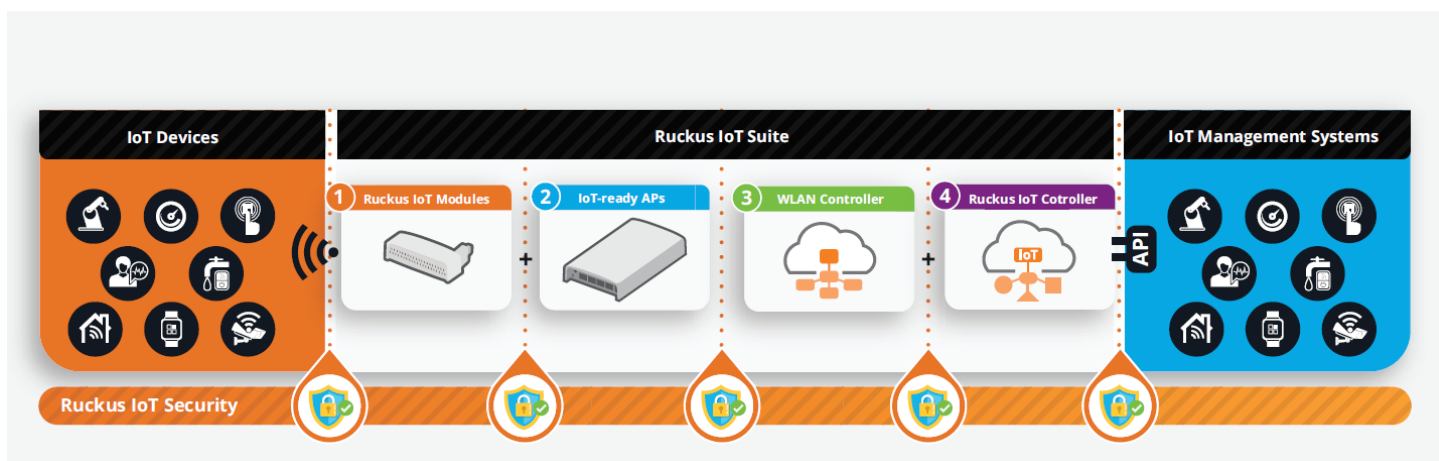 IoT Devices
Ruckus IoT Suite
IoT Management Systems
1 Ruckus IoT Modules
2 IoT-ready APs
3 WLAN Controller
4 Ruckus IoT Cotroller
+
+
IoT
API
Ruckus IoT Security